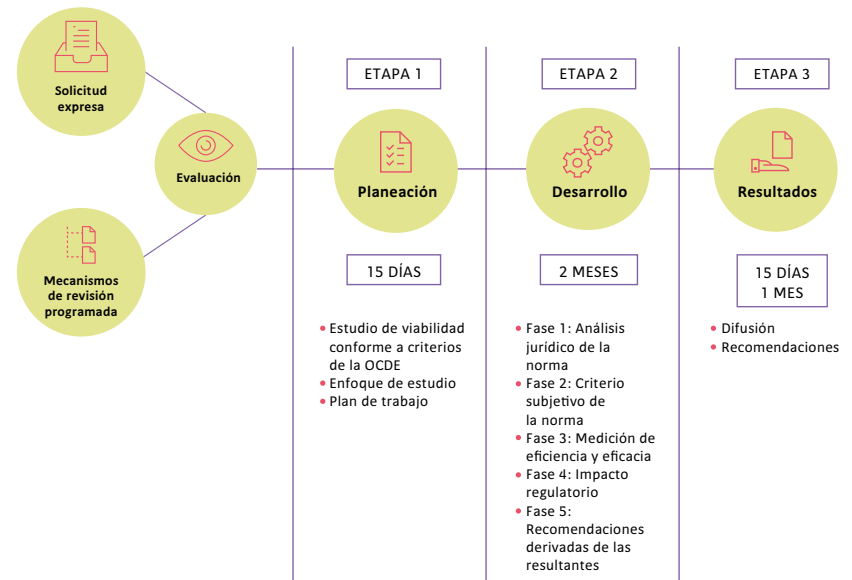 Solicitud
expresa
Evaluación
Mecanismos
de revisión
programada
ETAPA 1
Planeación
15 DÍAS
• Estudio de viabilidad
conforme a criterios
de la OCDE
• Enfoque de estudio
• Plan de trabajo
ETAPA 2
Desarrollo
2 MESES
• Fase 1: Análisis
jurídico de la
norma
• Fase 2: Criterio
subjetivo de
la norma
• Fase 3: Medición de
eficiencia y eficacia
• Fase 4: Impacto
regulatorio
• Fase 5:
Recomendaciones
derivadas de las
resultantes
ETAPA 3
Resultados
15 DÍAS
1 MES
• Difusión
• Recomendaciones